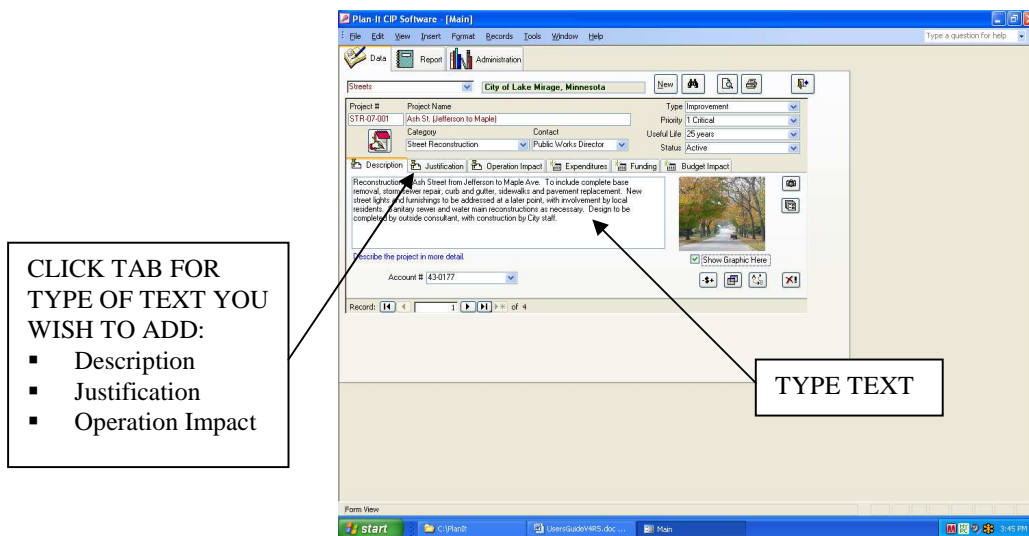 Plan-It CIP Software - [Main]
File Edit View Insert Format Records Tools Window Help
Type a question for help
Data Report Administration
Streets City of Lake Mirage, Minnesota New
Project # Project Name Type Improvement
STR-07-001 Ash St. (Jefferson to Maple) Priority 1 Critical
Category Contact Useful Life 25 years
Street Reconstruction Public Works Director Status Active
Description Justification Operation Impact Expenditures Funding Budget Impact
Reconstruction Ash Street from Jefferson to Maple Ave. To include complete base
removal, storm sewer repair, curb and gutter, sidewalks and pavement replacement. New
street lights and furnishings to be addressed at a later point, with involvement by local
residents. Sanitary sewer and water main reconstructions as necessary. Design to be
completed by outside consultant, with construction by City staff.
Describe the project in more detail.
Show Graphic Here
Account # 43-0177
Record: 1 of 4
CLICK TAB FOR
TYPE OF TEXT YOU
WISH TO ADD:
▪ Description
▪ Justification
▪ Operation Impact
TYPE TEXT
Form View
start C:\PlanIt UsersGuideV4R5.doc ... Main 3:45 PM